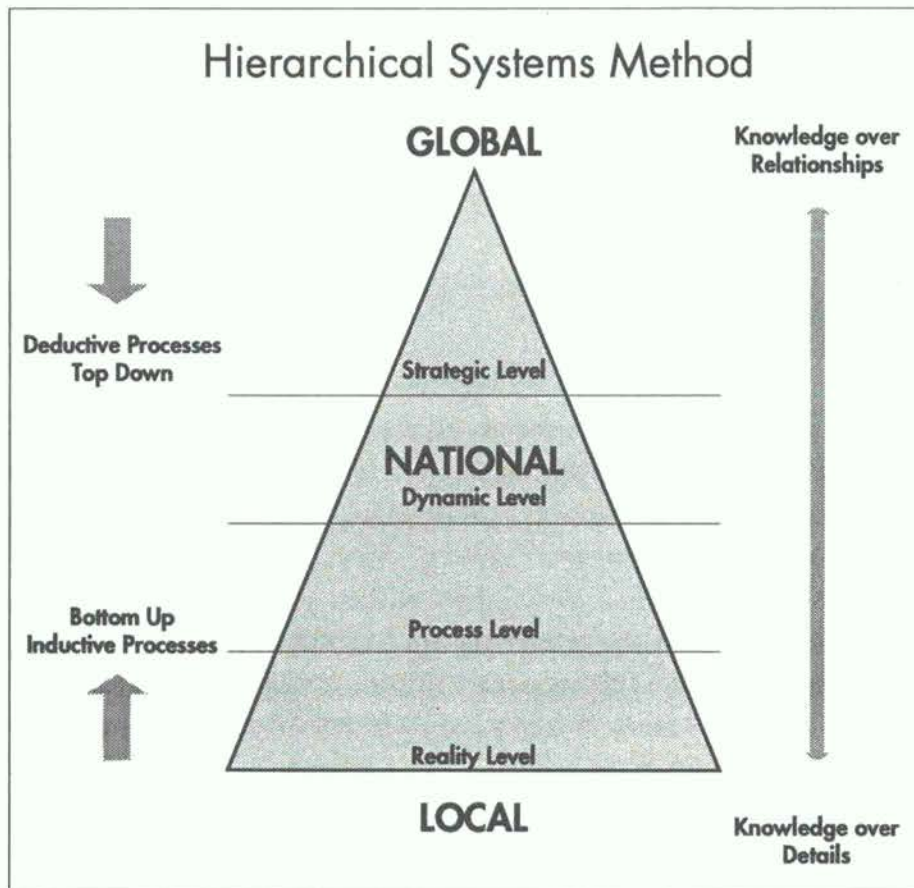 Hierarchical Systems Method
GLOBAL
Knowledge over
Relationships
Deductive Processes
Top Down
Strategic Level
NATIONAL
Dynamic Level
Bottom Up
Inductive Processes
Process Level
Reality Level
LOCAL
Knowledge over
Details